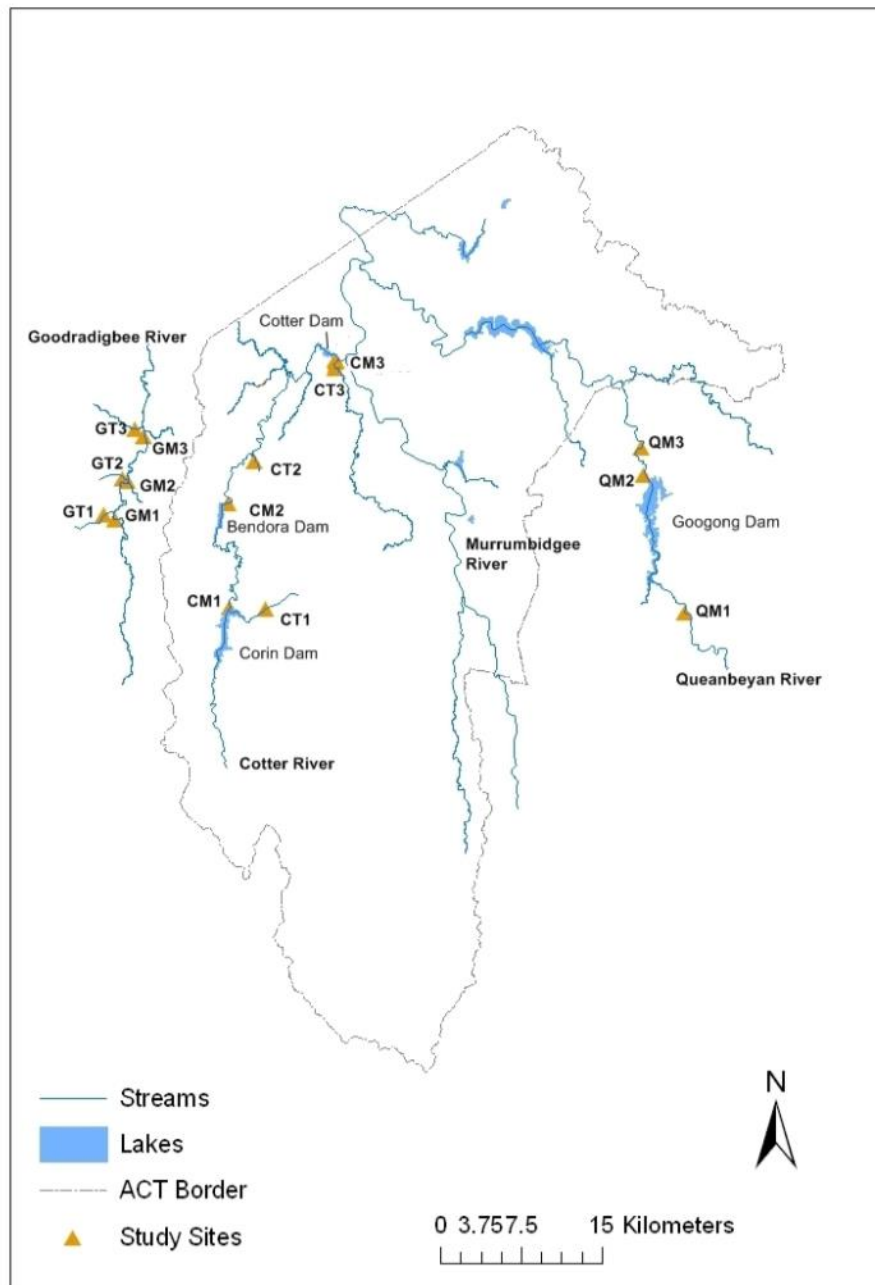 Cotter Dam
Goodradigbee River
CM3
CT3
GT3
GM3
QM3
GT2
CT2
GM2
QM2
CM2
GT1
GM1
Bendora Dam
Googong Dam
Murrumbidgee
River
CM1
CT1
QM1
Corin Dam
Queanbeyan River
Cotter River
N
Streams
Lakes
ACT Border
Study Sites
0 3.757.5 15 Kilometers